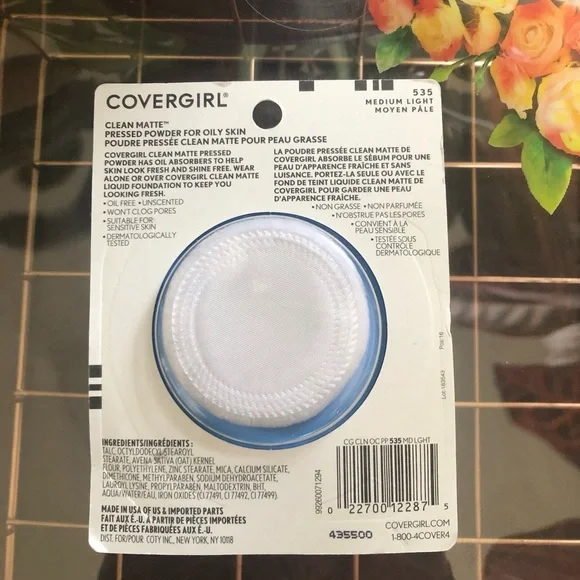 COVERGIRL®
535
MEDIUM LIGHT
MOYEN PÂLE
CLEAN MATTE™
PRESSED POWDER FOR OILY SKIN
POUDRE PRESSÉE CLEAN MATTE POUR PEAU GRASSE
COVERGIRL CLEAN MATTE PRESSED
POWDER HAS OIL ABSORBERS TO HELP
SKIN LOOK FRESH AND SHINE FREE. WEAR
ALONE OR OVER COVERGIRL CLEAN MATTE
LIQUID FOUNDATION TO KEEP YOU
LOOKING FRESH.
• OIL FREE • UNSCENTED
• WON'T CLOG PORES
• SUITABLE FOR
SENSITIVE SKIN
• DERMATOLOGICALLY
TESTED
LA POUDRE PRESSÉE CLEAN MATTE DE
COVERGIRL ABSORBE LE SÉBUM POUR UNE
PEAU D'APPARENCE FRAÎCHE ET SANS
LUISANCE. PORTEZ-LA SEULE OU AVEC LE
FOND DE TEINT LIQUIDE CLEAN MATTE DE
COVERGIRL POUR GARDER UNE PEAU
D'APPARENCE FRAÎCHE.
• NON GRASSE • NON PARFUMÉE
• N'OBSTRUE PAS LES PORES
• CONVIENT À LA
PEAU SENSIBLE
• TESTÉE SOUS
CONTRÔLE
DERMATOLOGIQUE
Pos: 16
Lot: 180543
INGREDIENTS/INGRÉDIENTS :
TALC, OCTYLDODECYL STEAROYL
STEARATE, AVENA SATIVA (OAT) KERNEL
FLOUR, POLYETHYLENE, ZINC STEARATE, MICA, CALCIUM SILICATE,
DIMETHICONE, METHYLPARABEN, SODIUM DEHYDROACETATE,
LAUROYL LYSINE, PROPYLPARABEN, MALTODEXTRIN, BHT,
AQUA/WATER/EAU, IRON OXIDES (CI 77491, CI 77492, CI 77499).
MADE IN USA OF US & IMPORTED PARTS
FAIT AUX É.-U. À PARTIR DE PIÈCES IMPORTÉES
ET DE PIÈCES FABRIQUÉES AUX É.-U.
DIST. FOR/POUR COTY INC., NEW YORK, NY 10118
99260071294
CG CLN OC PP 535 MD LGHT
0 22700 12287 5
435500
COVERGIRL.COM
1-800-4COVER4